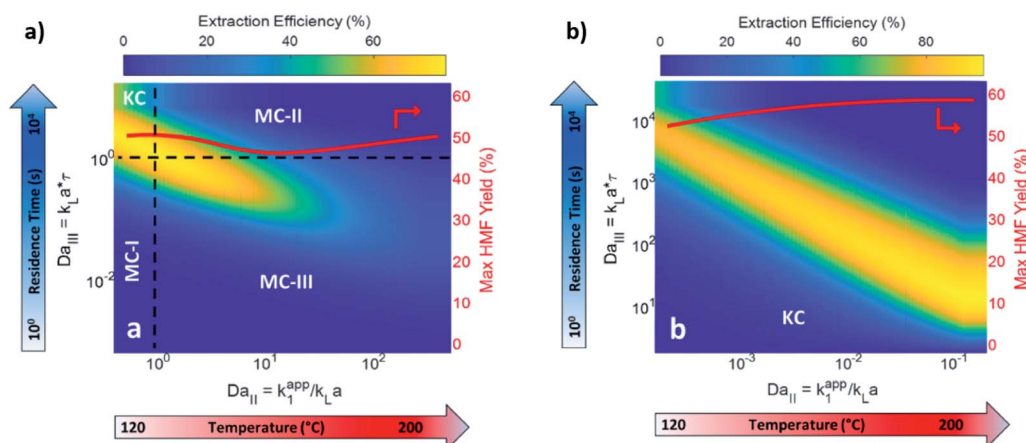 a)
Extraction Efficiency (%)
0 20 40 60
KC
MC-II
MC-I
MC-III
a
10⁰
10⁻²
Da_III = k_La*τ
Residence Time (s)
10⁴
10⁰
60
50
40
30
20
10
0
Max HMF Yield (%)
10⁰ 10¹ 10²
Da_II = k₁^app/k_La
120 Temperature (°C) 200
b)
Extraction Efficiency (%)
0 20 40 60 80
KC
b
10⁴
10³
10²
10¹
Da_III = k_La*τ
Residence Time (s)
10⁴
10⁰
60
50
40
30
20
10
0
Max HMF Yield (%)
10⁻³ 10⁻² 10⁻¹
Da_II = k₁^app/k_La
120 Temperature (°C) 200